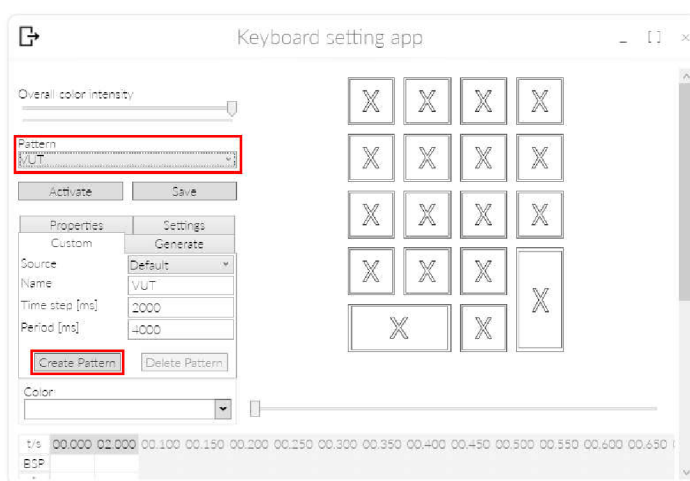 Keyboard setting app
Overall color intensity
Pattern
VUT
Activate Save
Properties Settings
Custom Generate
Source Default
Name VUT
Time step [ms] 2000
Period [ms] 4000
Create Pattern Delete Pattern
Color
X X X X
X X X X
X X X X
X X X
X
X X
t/s 00.000 02.000 00.100 00.150 00.200 00.250 00.300 00.350 00.400 00.450 00.500 00.550 00.600 00.650
BSP